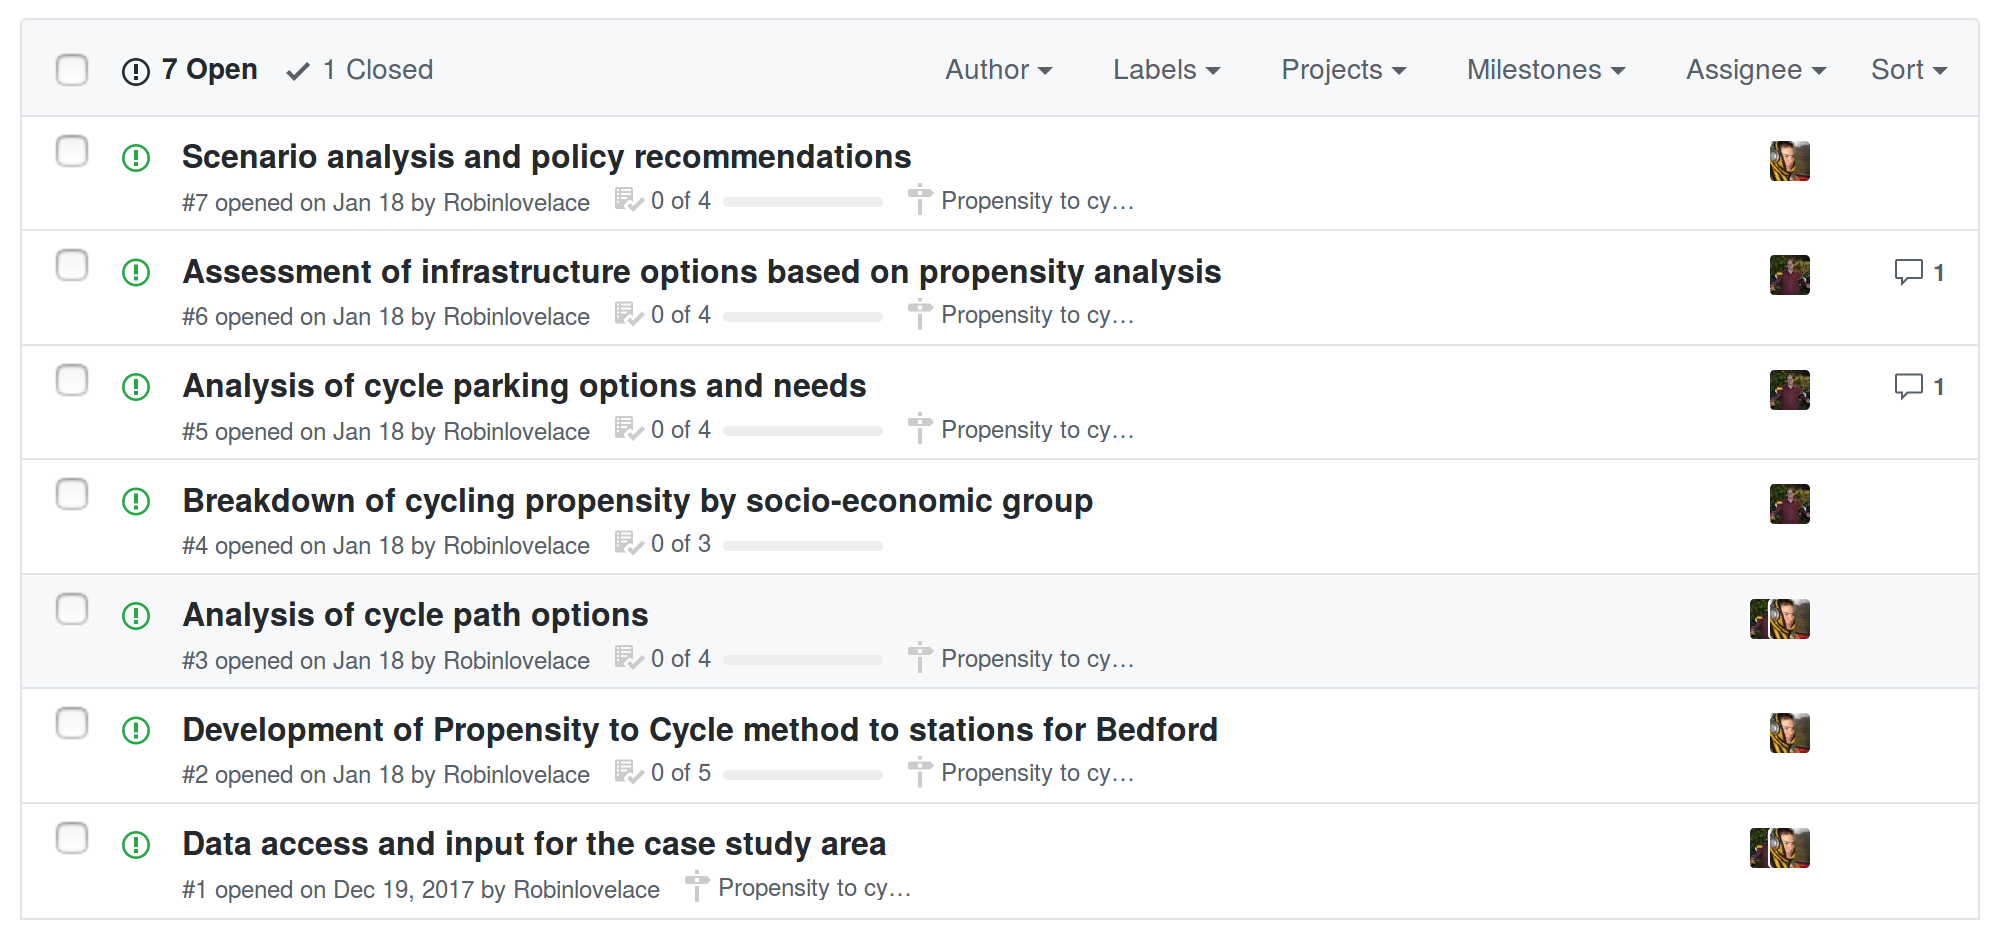 7 Open 1 Closed Author Labels Projects Milestones Assignee Sort
Scenario analysis and policy recommendations
#7 opened on Jan 18 by Robinlovelace 0 of 4 Propensity to cy…
Assessment of infrastructure options based on propensity analysis 1
#6 opened on Jan 18 by Robinlovelace 0 of 4 Propensity to cy…
Analysis of cycle parking options and needs 1
#5 opened on Jan 18 by Robinlovelace 0 of 4 Propensity to cy…
Breakdown of cycling propensity by socio-economic group
#4 opened on Jan 18 by Robinlovelace 0 of 3
Analysis of cycle path options
#3 opened on Jan 18 by Robinlovelace 0 of 4 Propensity to cy…
Development of Propensity to Cycle method to stations for Bedford
#2 opened on Jan 18 by Robinlovelace 0 of 5 Propensity to cy…
Data access and input for the case study area
#1 opened on Dec 19, 2017 by Robinlovelace Propensity to cy…